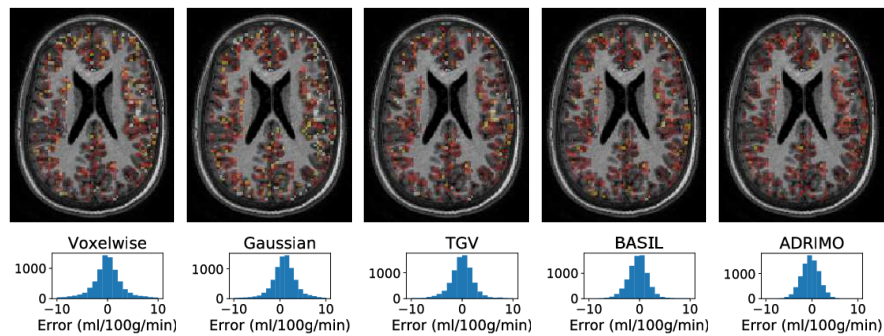 Voxelwise Gaussian TGV BASIL ADRIMO
1000 1000 1000 1000 1000
0 0 0 0 0
−10 0 10 −10 0 10 −10 0 10 −10 0 10 −10 0 10
Error (ml/100g/min) Error (ml/100g/min) Error (ml/100g/min) Error (ml/100g/min) Error (ml/100g/min)